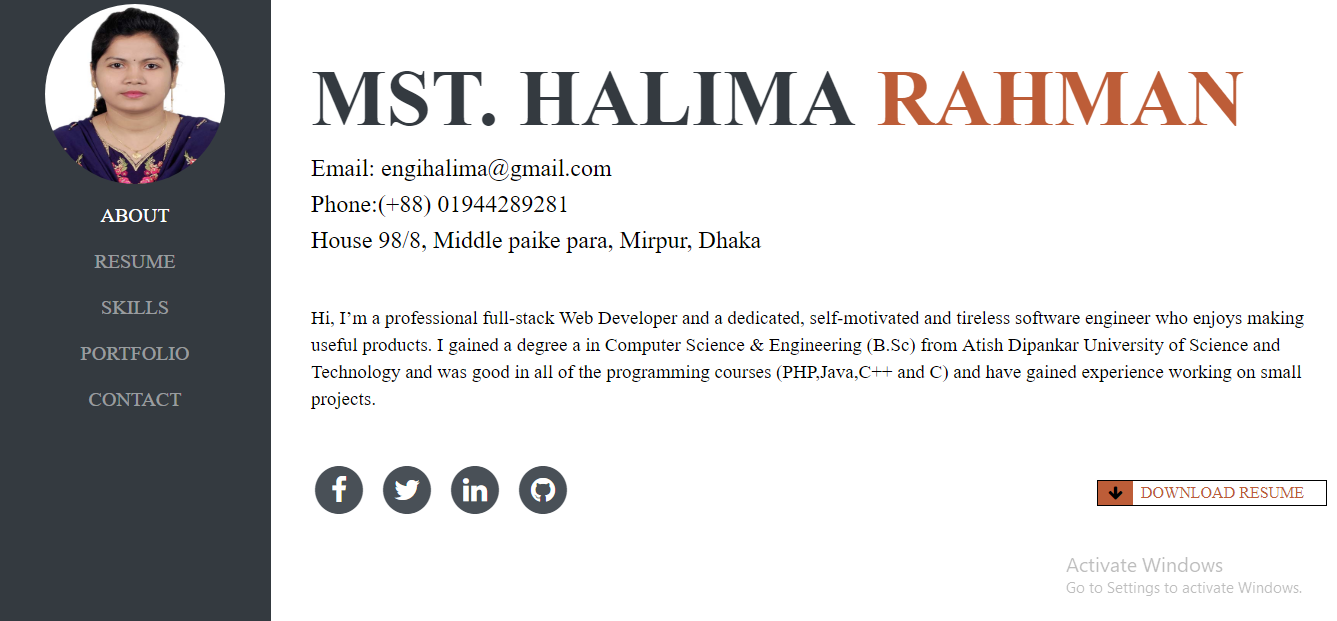 ABOUT
RESUME
SKILLS
PORTFOLIO
CONTACT
MST. HALIMA RAHMAN
Email: engihalima@gmail.com
Phone:(+88) 01944289281
House 98/8, Middle paike para, Mirpur, Dhaka
Hi, I’m a professional full-stack Web Developer and a dedicated, self-motivated and tireless software engineer who enjoys making
useful products. I gained a degree a in Computer Science & Engineering (B.Sc) from Atish Dipankar University of Science and
Technology and was good in all of the programming courses (PHP,Java,C++ and C) and have gained experience working on small
projects.
DOWNLOAD RESUME
Activate Windows
Go to Settings to activate Windows.